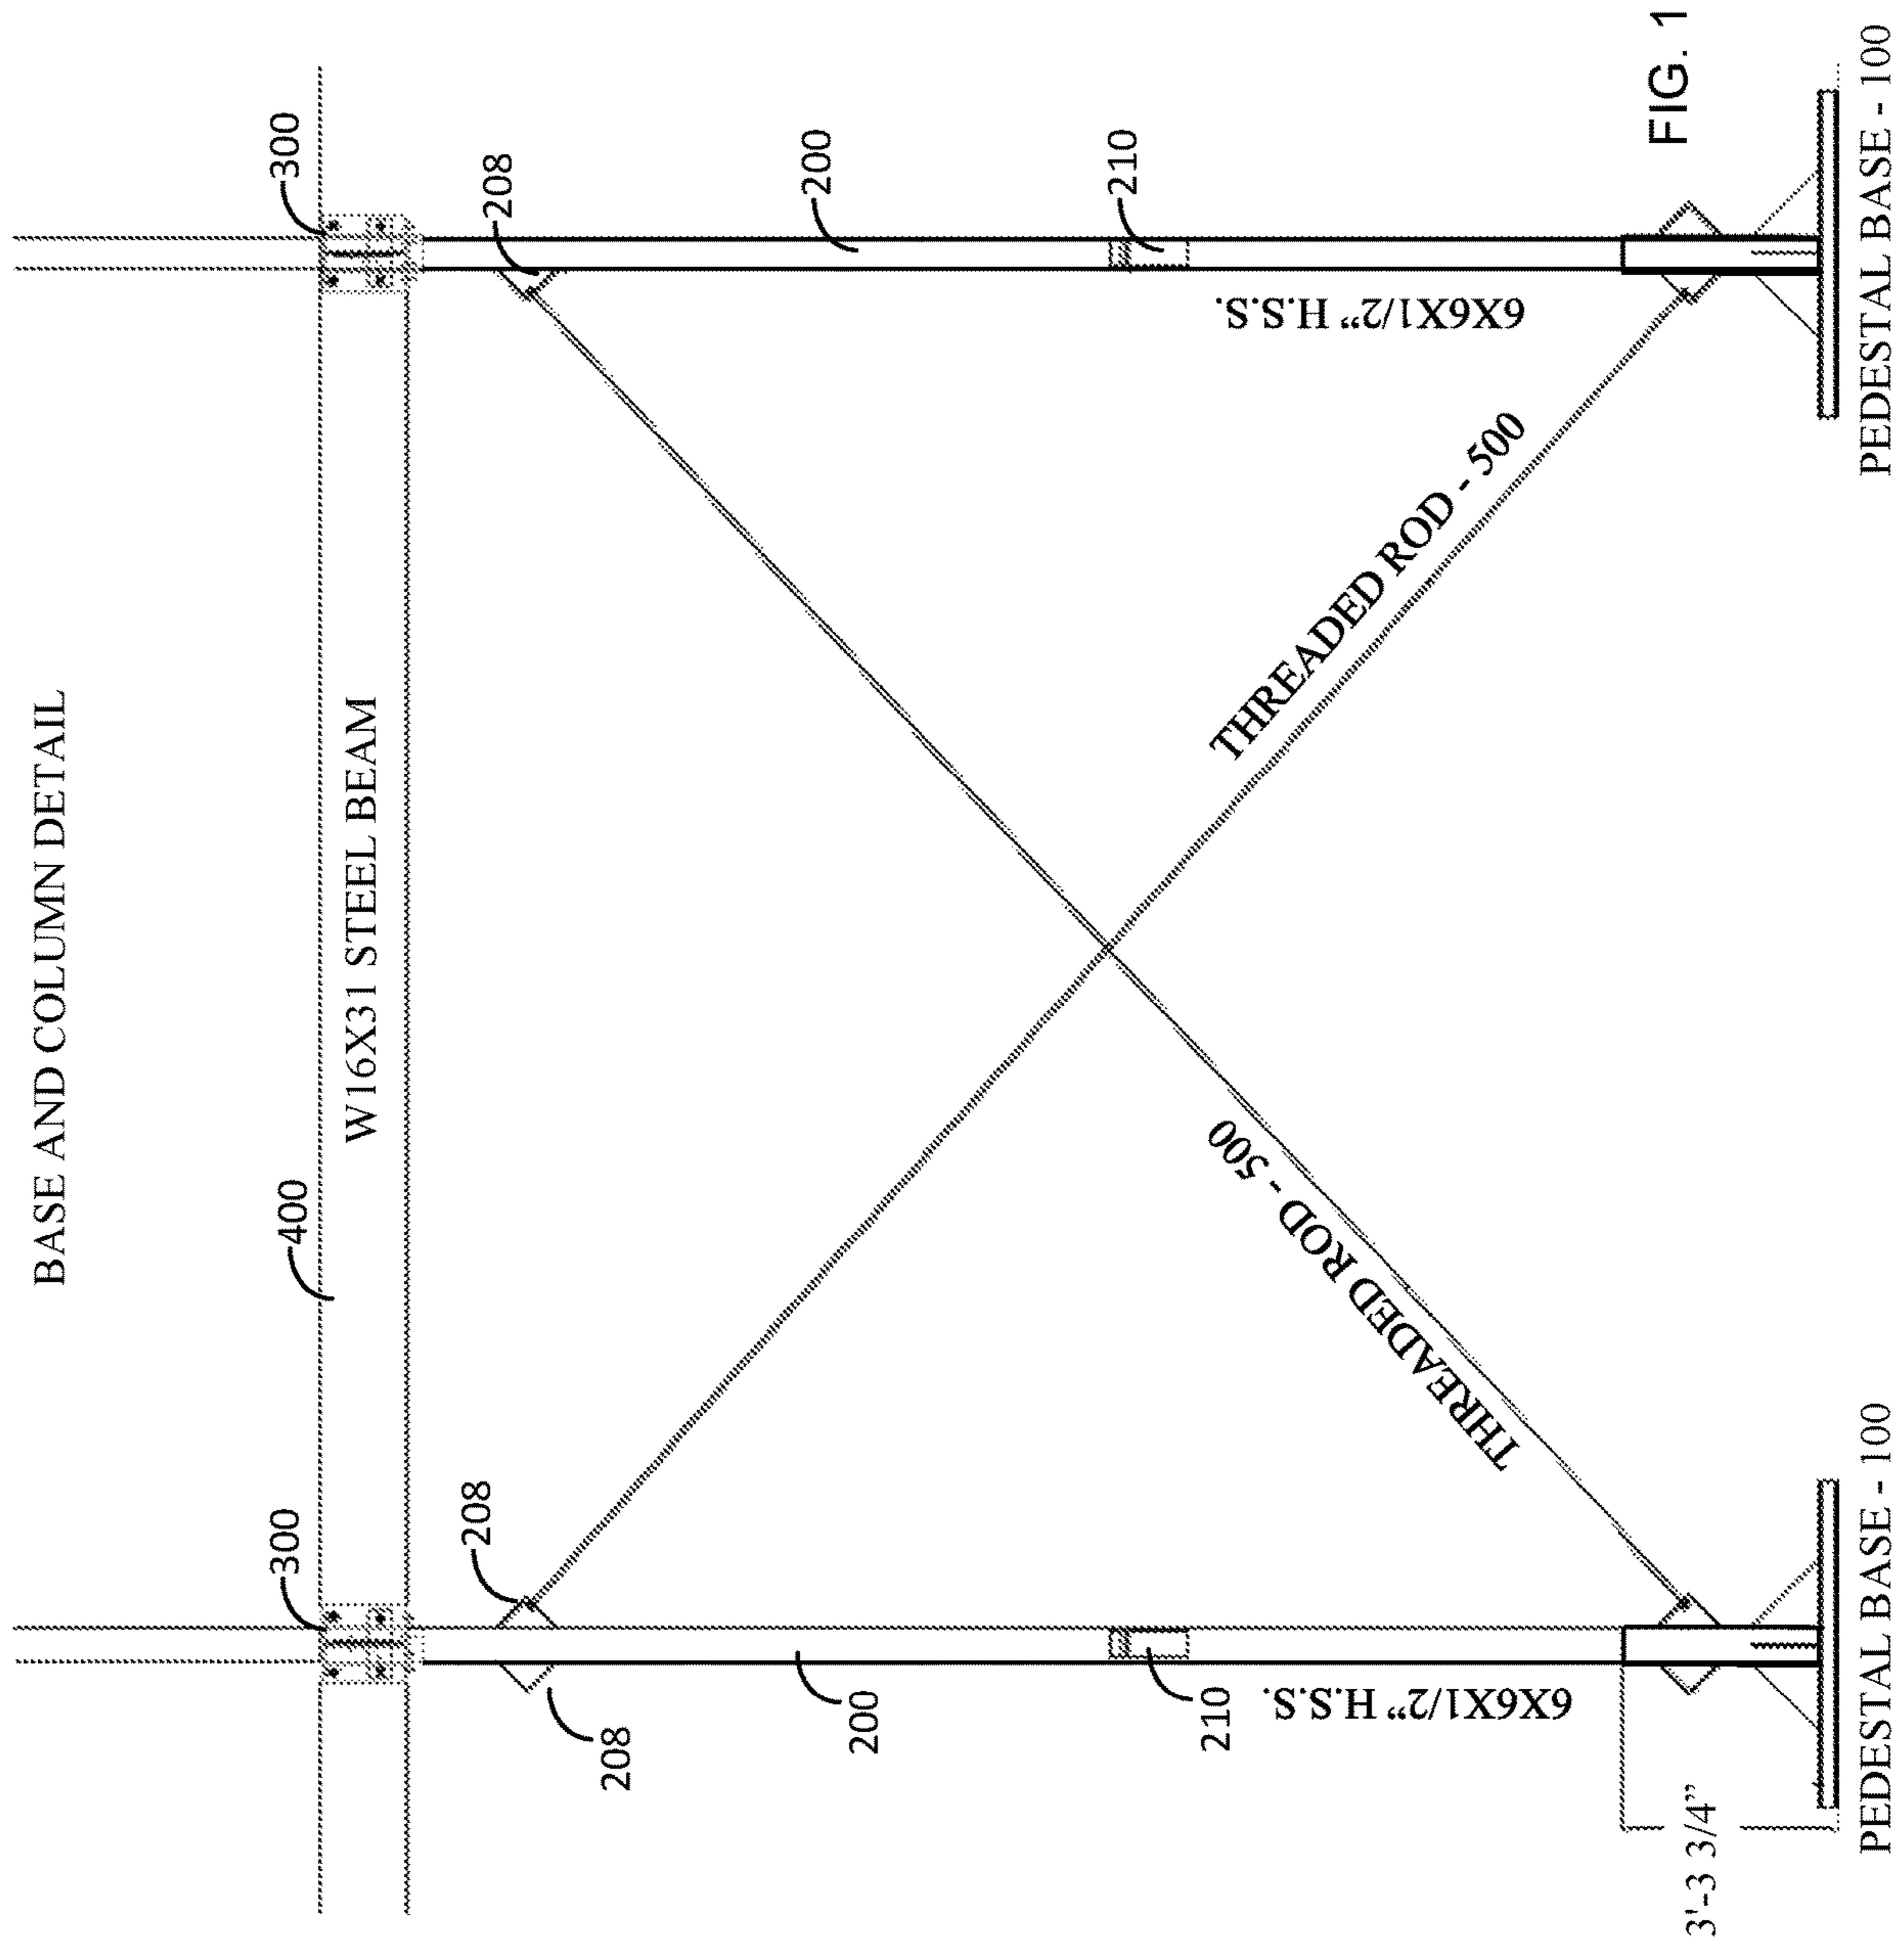 BASE AND COLUMN DETAIL
400
300
300
W16X31 STEEL BEAM
208
208
208
200
200
210
210
6X6X1/2” H.S.S.
6X6X1/2” H.S.S.
THREADED ROD - 500
THREADED ROD - 500
3'-3 3/4”
FIG. 1
PEDESTAL BASE - 100
PEDESTAL BASE - 100